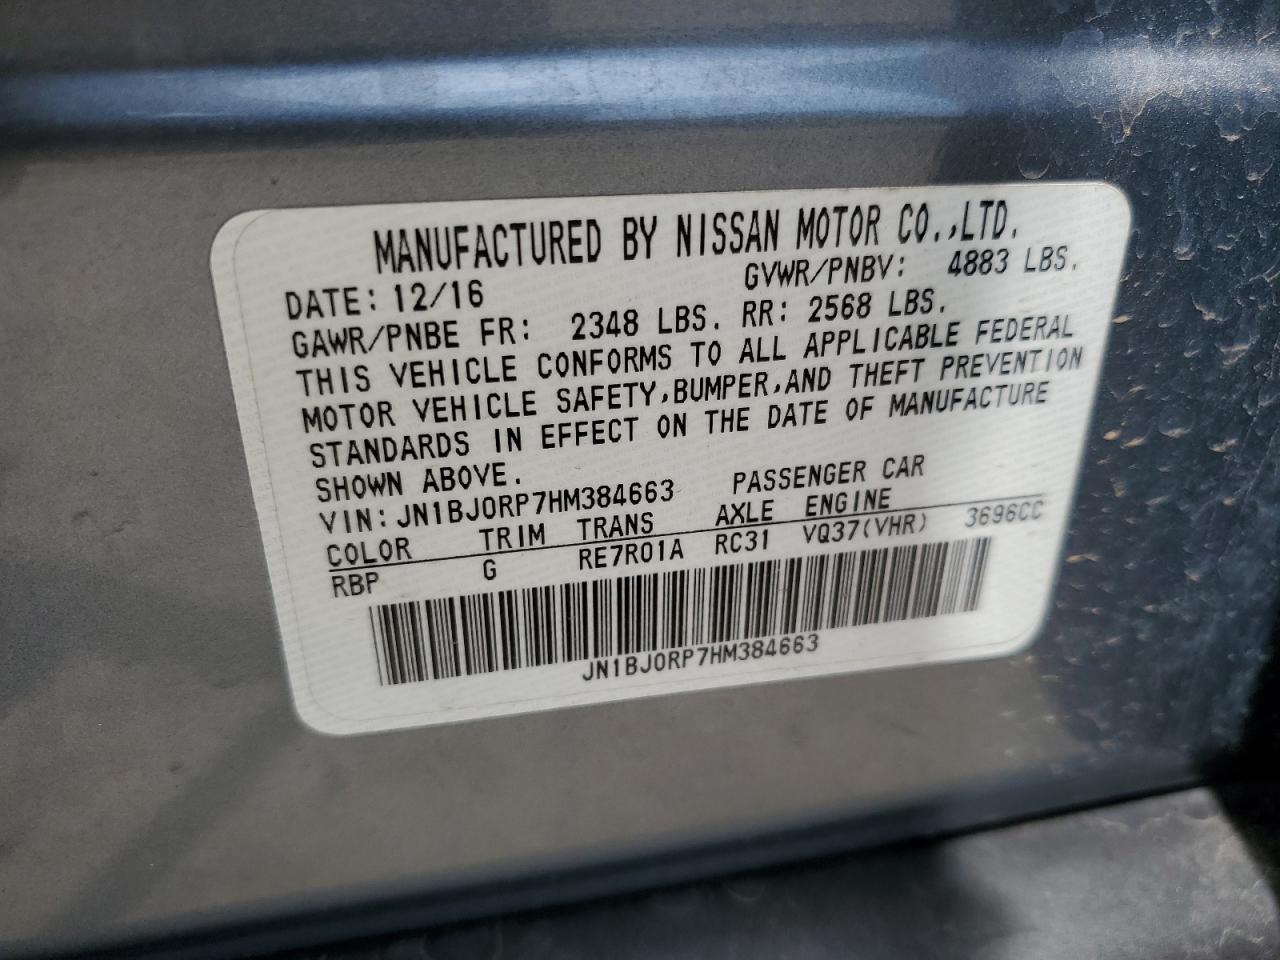 MANUFACTURED BY NISSAN MOTOR CO.,LTD.
DATE: 12/16 GVWR/PNBV: 4883 LBS.
GAWR/PNBE FR: 2348 LBS. RR: 2568 LBS.
THIS VEHICLE CONFORMS TO ALL APPLICABLE FEDERAL
MOTOR VEHICLE SAFETY,BUMPER,AND THEFT PREVENTION
STANDARDS IN EFFECT ON THE DATE OF MANUFACTURE
SHOWN ABOVE.
VIN: JN1BJ0RP7HM384663 PASSENGER CAR
COLOR TRIM TRANS AXLE ENGINE
RBP G RE7R01A RC31 VQ37(VHR) 3696CC
JN1BJ0RP7HM384663